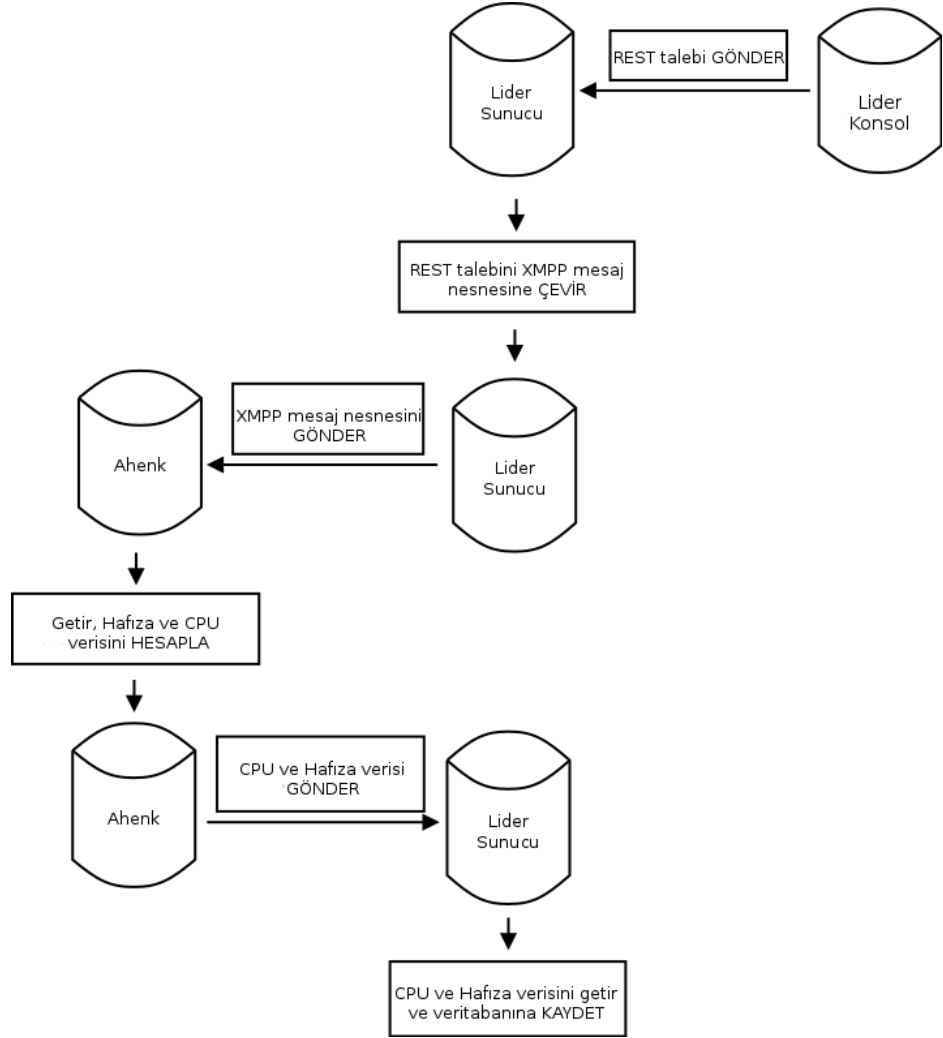 REST talebi GÖNDER
Lider
Sunucu
Lider
Konsol
REST talebini XMPP mesaj
nesnesine ÇEVİR
XMPP mesaj nesnesini
GÖNDER
Ahenk
Lider
Sunucu
Getir, Hafıza ve CPU
verisini HESAPLA
CPU ve Hafıza verisi
GÖNDER
Ahenk
Lider
Sunucu
CPU ve Hafıza verisini getir
ve veritabanına KAYDET